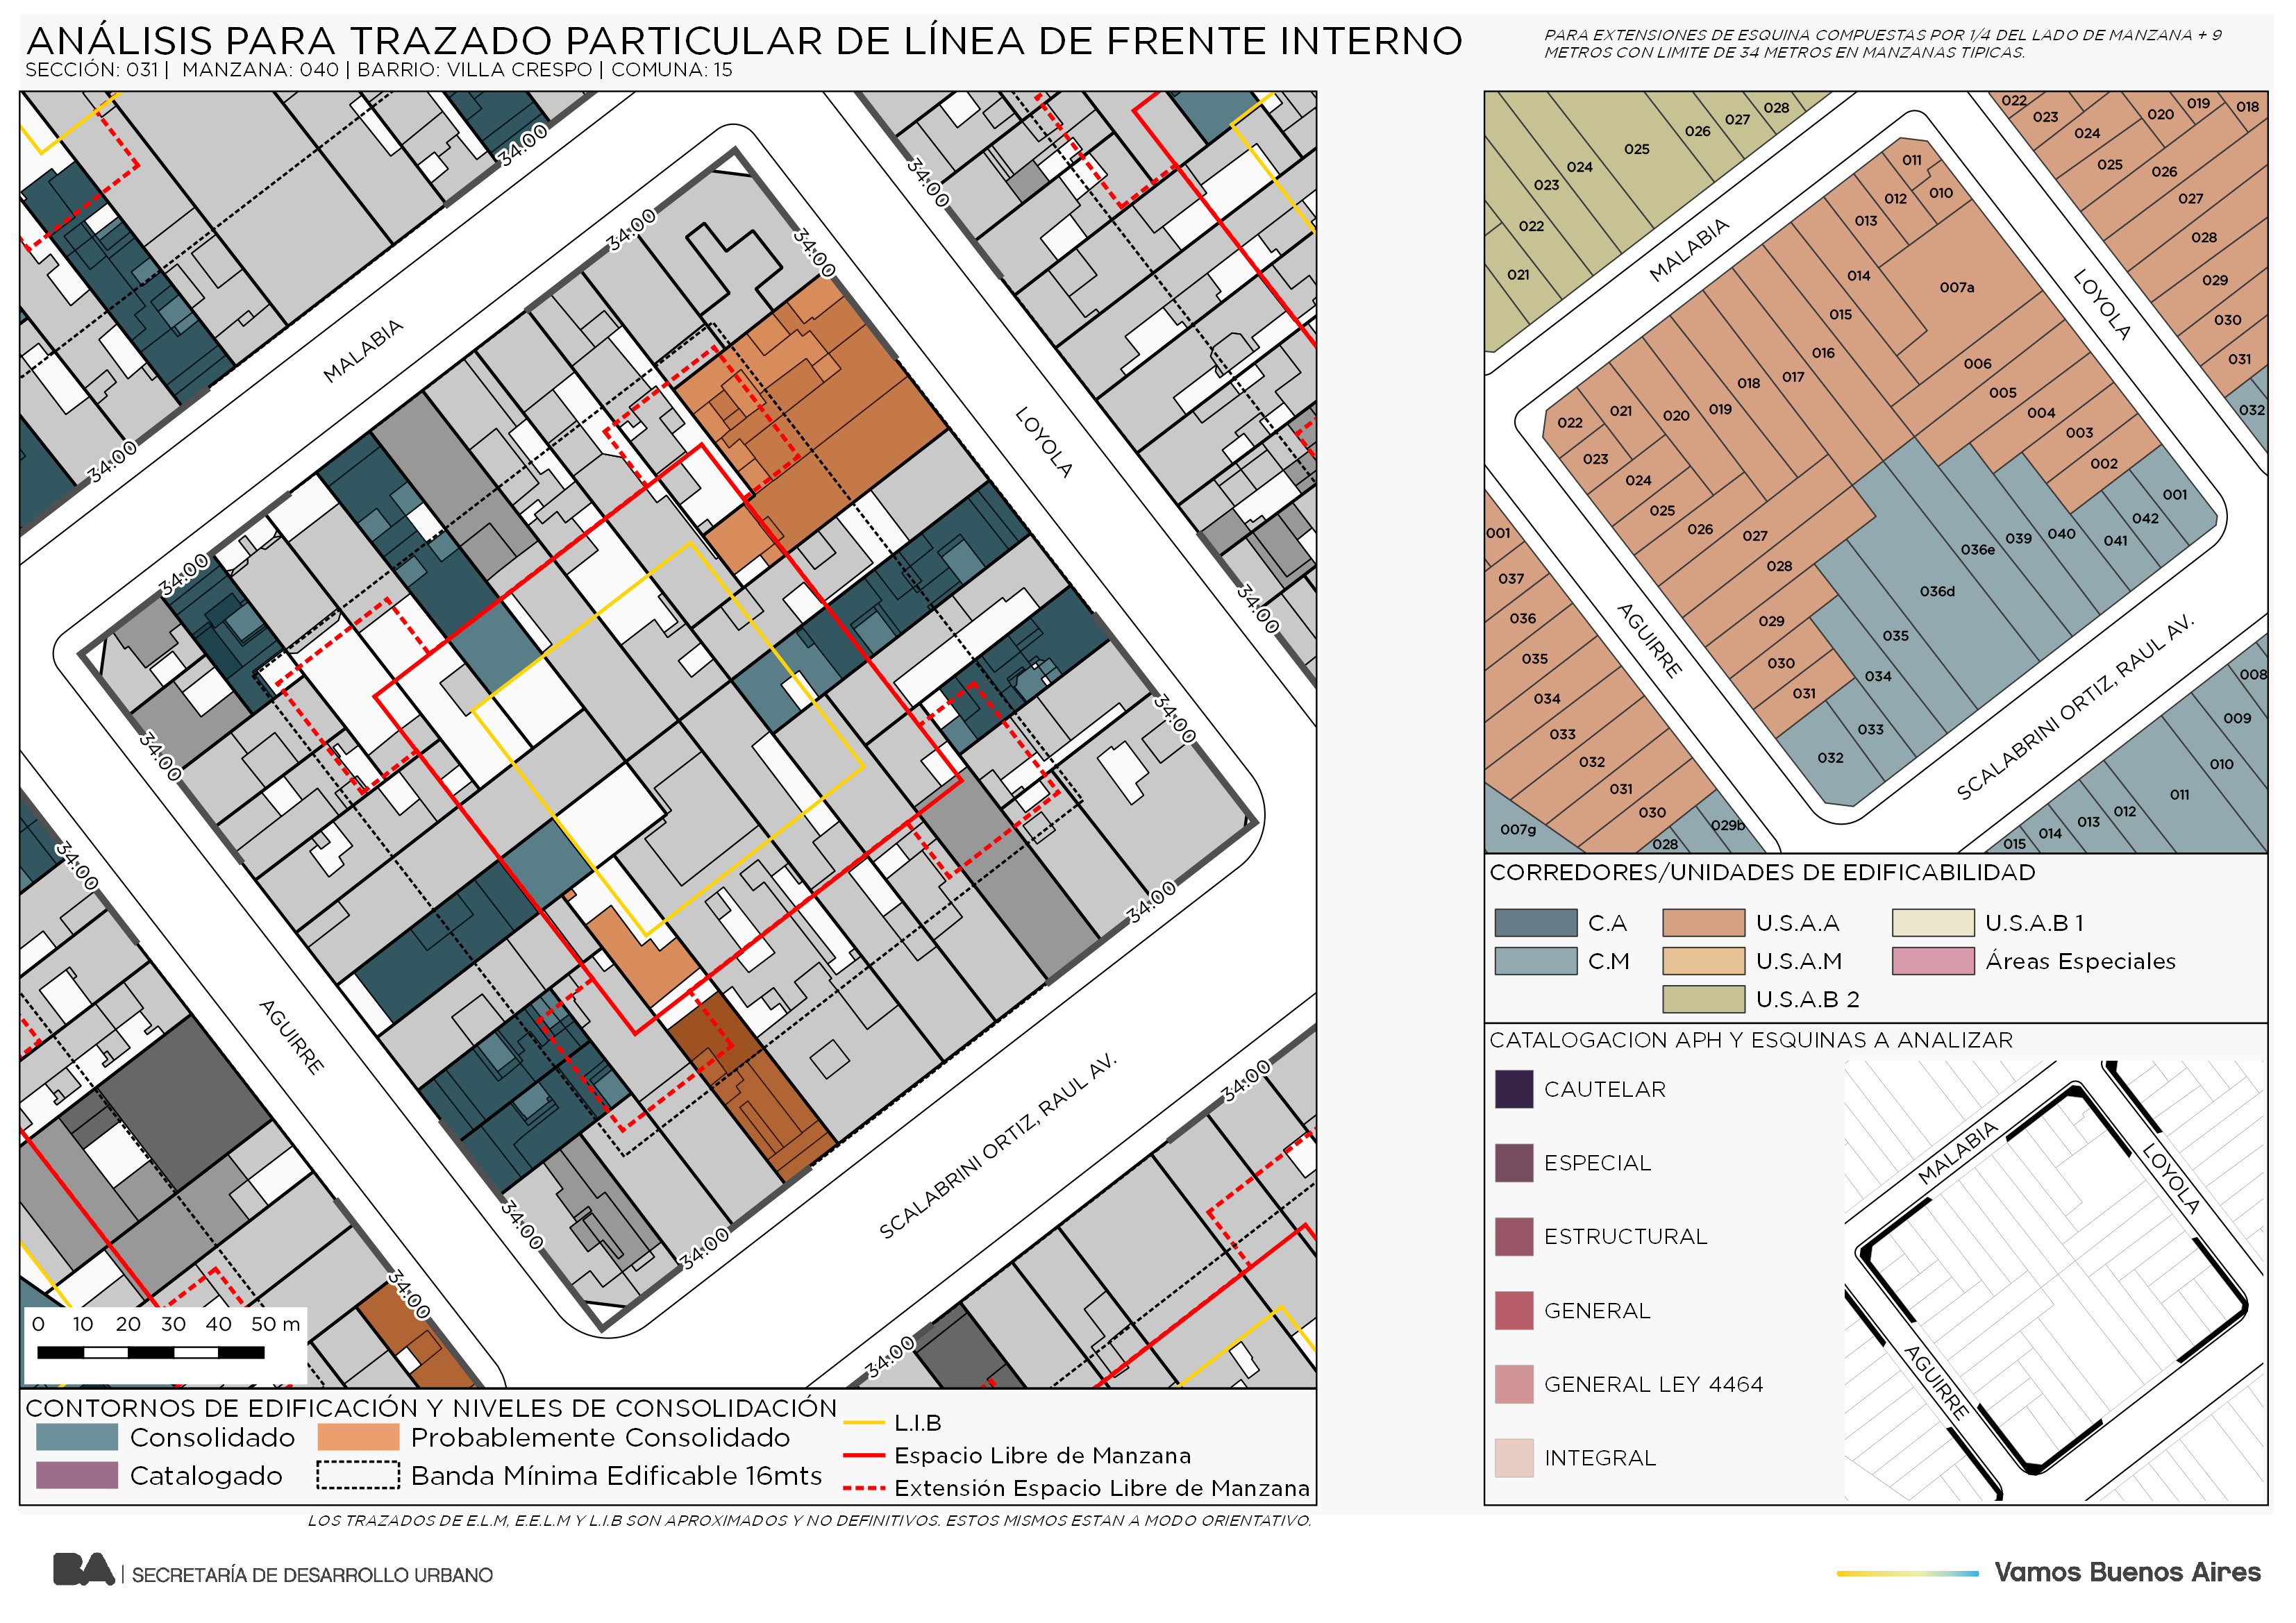 ANÁLISIS PARA TRAZADO PARTICULAR DE LÍNEA DE FRENTE INTERNO
SECCIÓN: 031 | MANZANA: 040 | BARRIO: VILLA CRESPO | COMUNA: 15
PARA EXTENSIONES DE ESQUINA COMPUESTAS POR 1/4 DEL LADO DE MANZANA + 9
METROS CON LIMITE DE 34 METROS EN MANZANAS TIPICAS.
34:00
34:00
34:00
34:00
MALABIA
34:00
LOYOLA
34:00
34:00
34:00
34:00
34:00
34:00
AGUIRRE
SCALABRINI ORTIZ, RAUL AV.
34:00
34:00
34:00
34:00
34:00
0 10 20 30 40 50 m
CONTORNOS DE EDIFICACIÓN Y NIVELES DE CONSOLIDACIÓN
Consolidado
Probablemente Consolidado
Catalogado
Banda Mínima Edificable 16mts
L.I.B
Espacio Libre de Manzana
Extensión Espacio Libre de Manzana
LOS TRAZADOS DE E.L.M, E.E.L.M Y L.I.B SON APROXIMADOS Y NO DEFINITIVOS. ESTOS MISMOS ESTAN A MODO ORIENTATIVO.
028
027
026
025
024
023
022
021
MALABIA
022
023
024
025
020
019
018
026
027
028
029
030
031
032
LOYOLA
011
010
012
013
014
007a
015
016
017
018
019
020
021
022
023
024
025
026
027
028
029
030
031
006
005
004
003
002
001
042
041
040
039
036e
036d
035
034
033
032
AGUIRRE
SCALABRINI ORTIZ, RAUL AV.
001
037
036
035
034
033
032
031
030
029b
028
007g
008
009
010
011
012
013
014
015
CORREDORES/UNIDADES DE EDIFICABILIDAD
C.A
U.S.A.A
U.S.A.B 1
C.M
U.S.A.M
Áreas Especiales
U.S.A.B 2
CATALOGACION APH Y ESQUINAS A ANALIZAR
CAUTELAR
ESPECIAL
ESTRUCTURAL
GENERAL
GENERAL LEY 4464
INTEGRAL
MALABIA
LOYOLA
AGUIRRE
BA | SECRETARÍA DE DESARROLLO URBANO
Vamos Buenos Aires